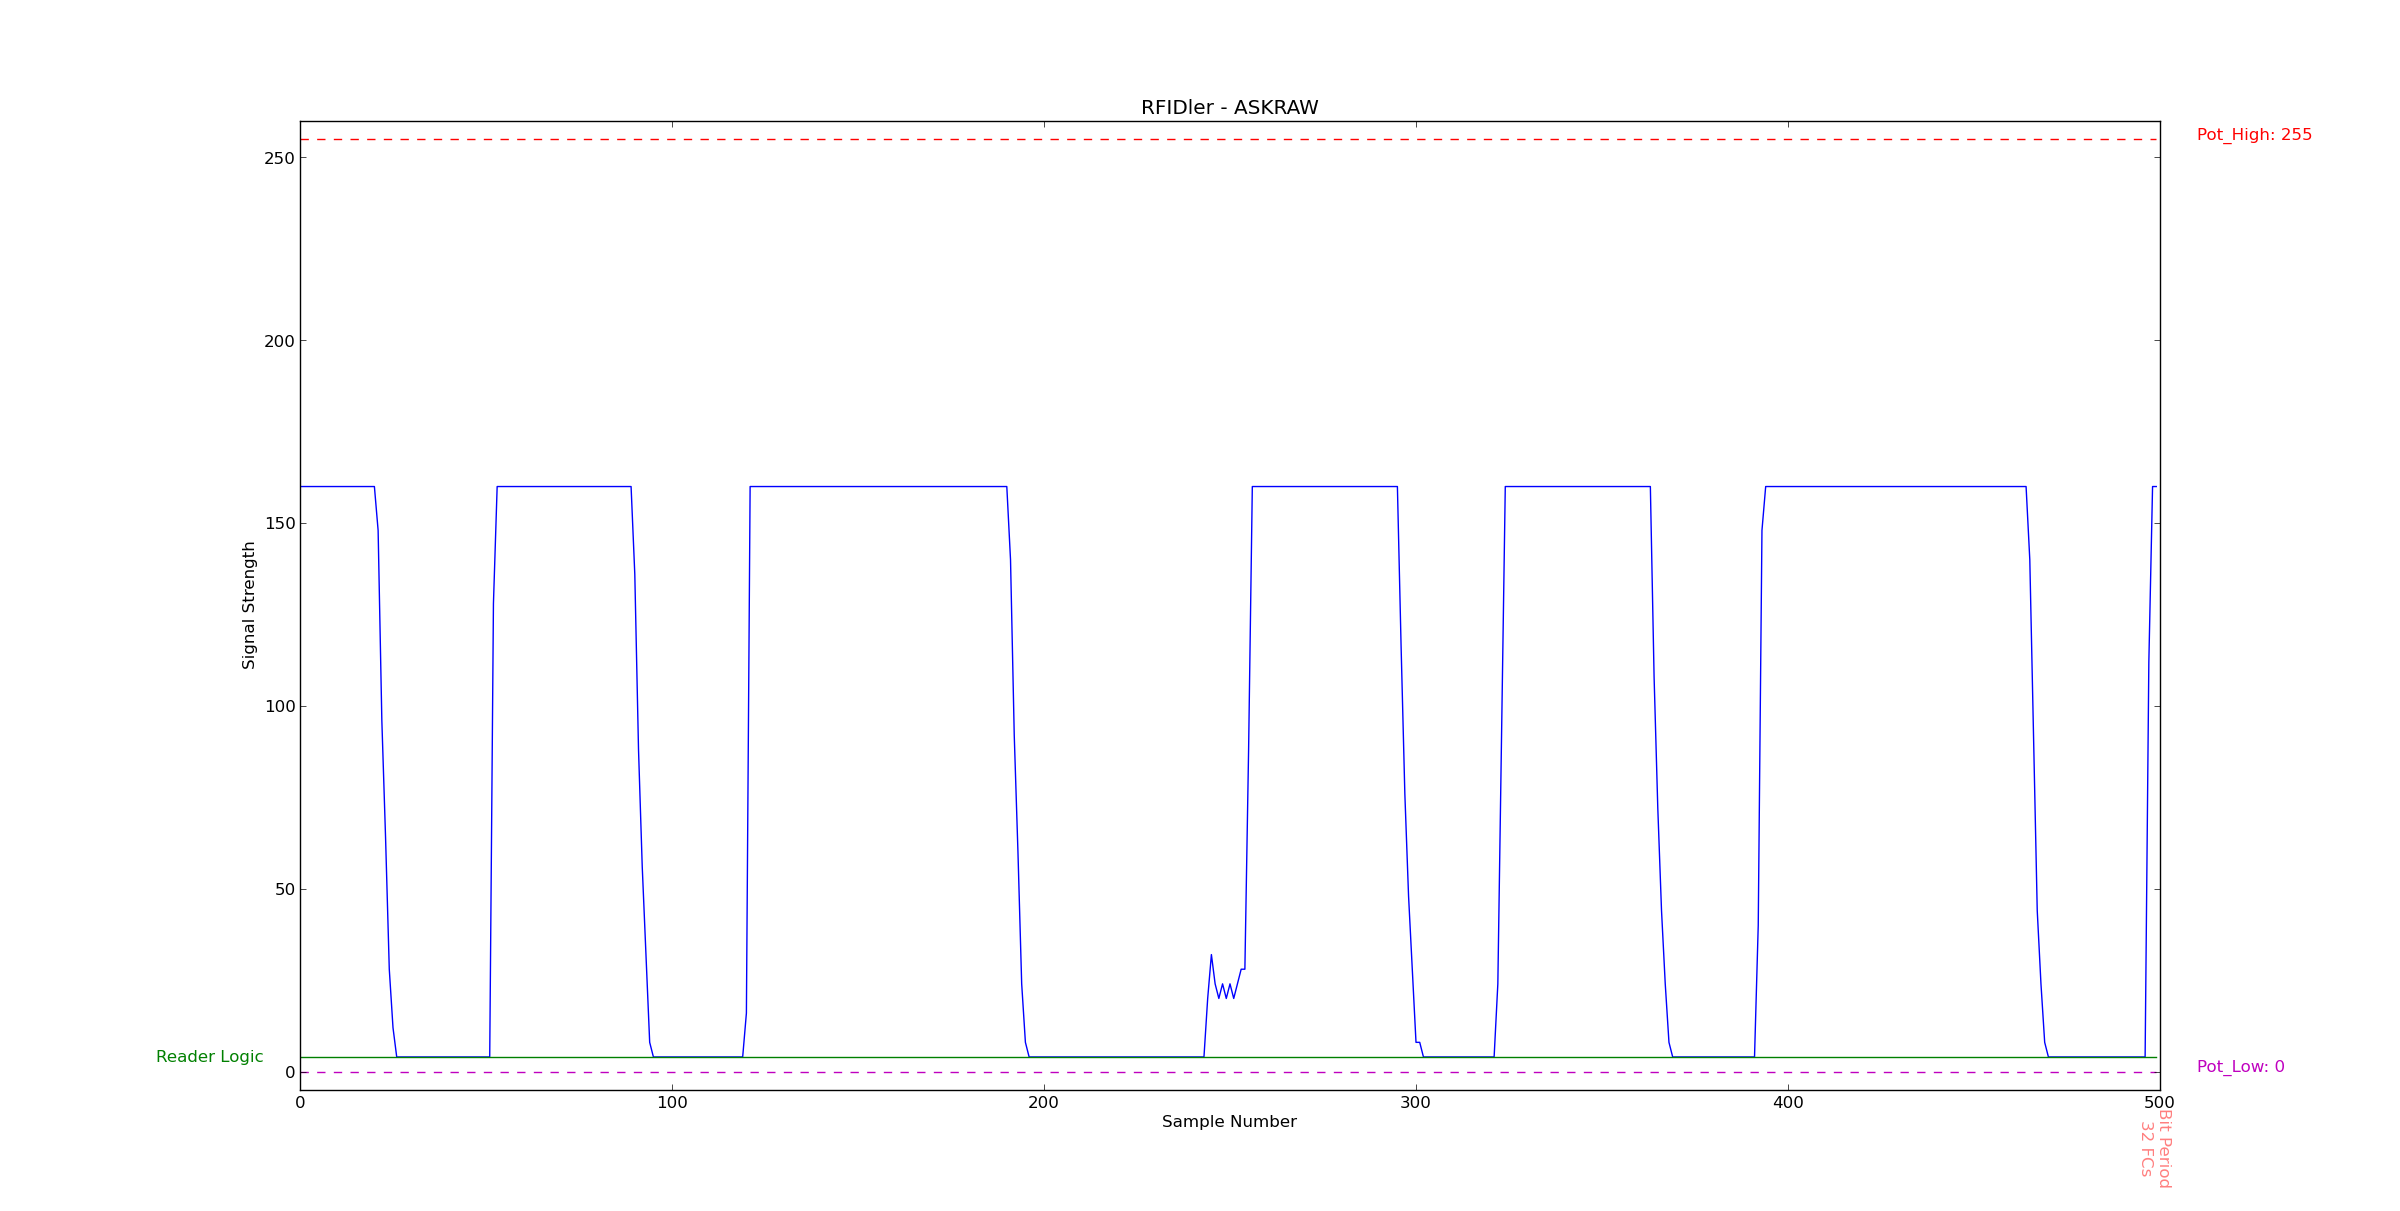 RFIDler - ASKRAW
Pot_High: 255
250
200
150
100
50
0
Signal Strength
Reader Logic
Pot_Low: 0
0
100
200
300
400
500
Sample Number
Bit Period
32 FCs